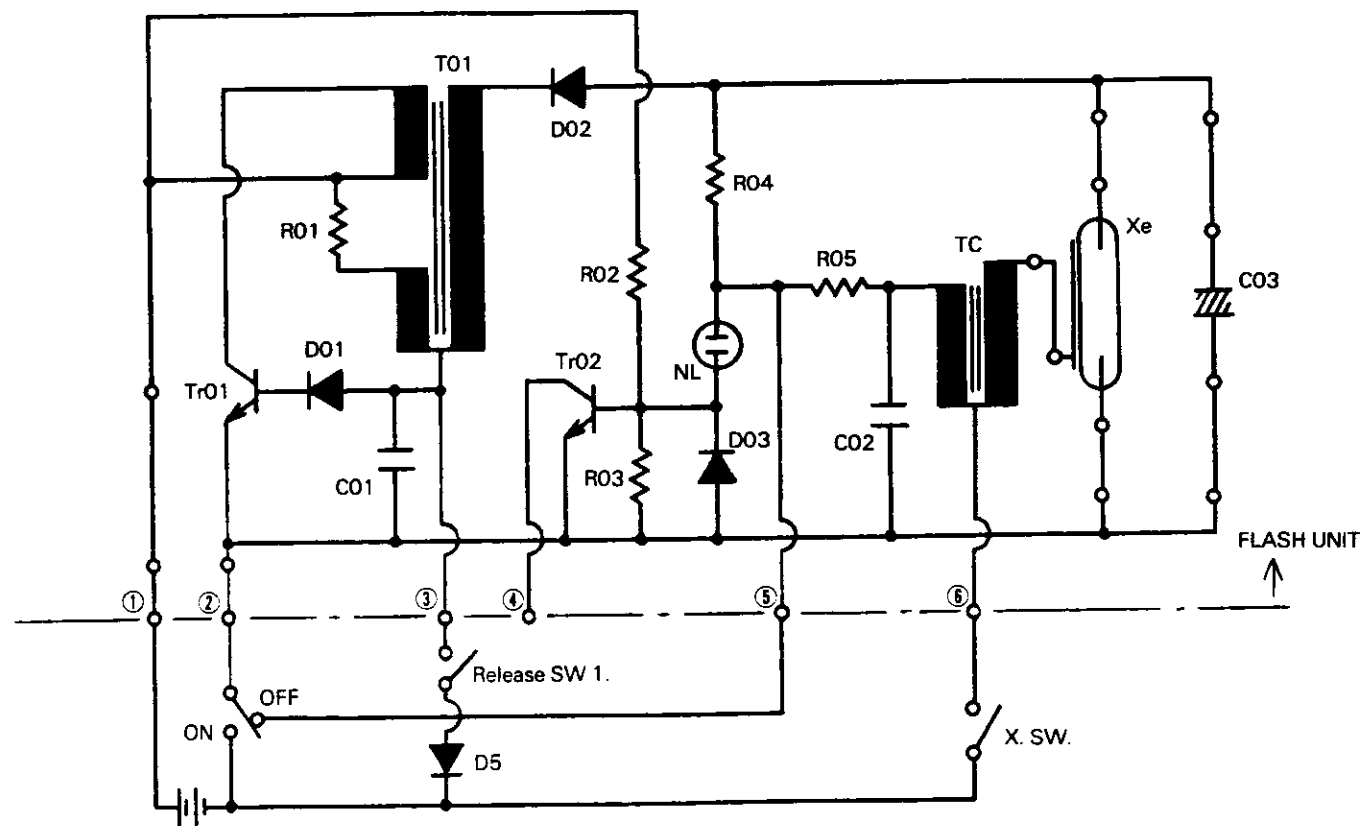 T01
D02
R04
Xe
R01
R02
R05
TC
C03
D01
Tr02
NL
Tr01
D03
C02
C01
R03
FLASH UNIT
① ② ③ ④ ⑤ ⑥
Release SW 1.
OFF
ON
X. SW.
D5